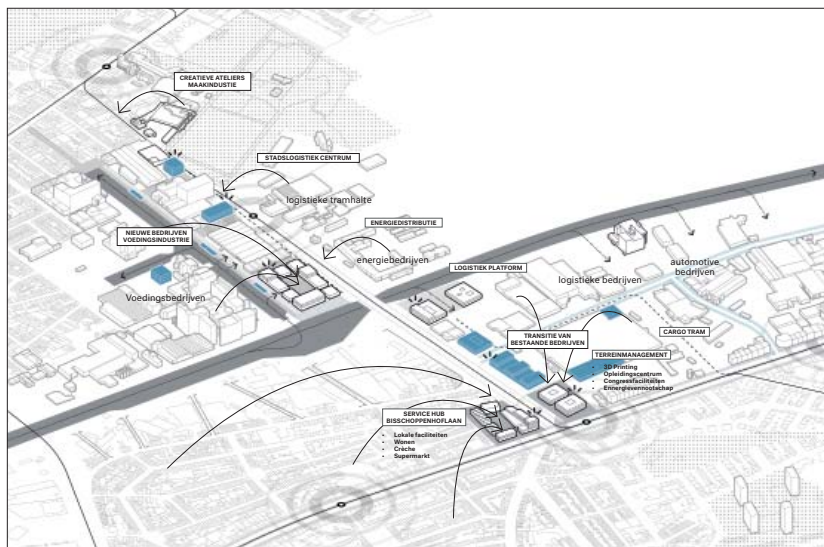 CREATIEVE ATELIERS
MAAKINDUSTIE
STADSLOGISTIEK CENTRUM
logistieke tramhalte
ENERGIEDISTRIBUTIE
NIEUWE BEDRIJVEN
VOEDINGSINDUSTRIE
energiebedrijven
LOGISTIEK PLATFORM
automotive
bedrijven
logistieke bedrijven
Voedingsbedrijven
CARGO TRAM
TRANSITIE VAN
BESTAANDE BEDRIJVEN
TERREINMANAGEMENT
- 3D Printing
- Opleidingscentrum
- Congressfaciliteiten
- Ennergievennootschap
SERVICE HUB
BISSCHOPPENHOFLAAN
- Lokale faciliteiten
- Wonen
- Crèche
- Supermarkt